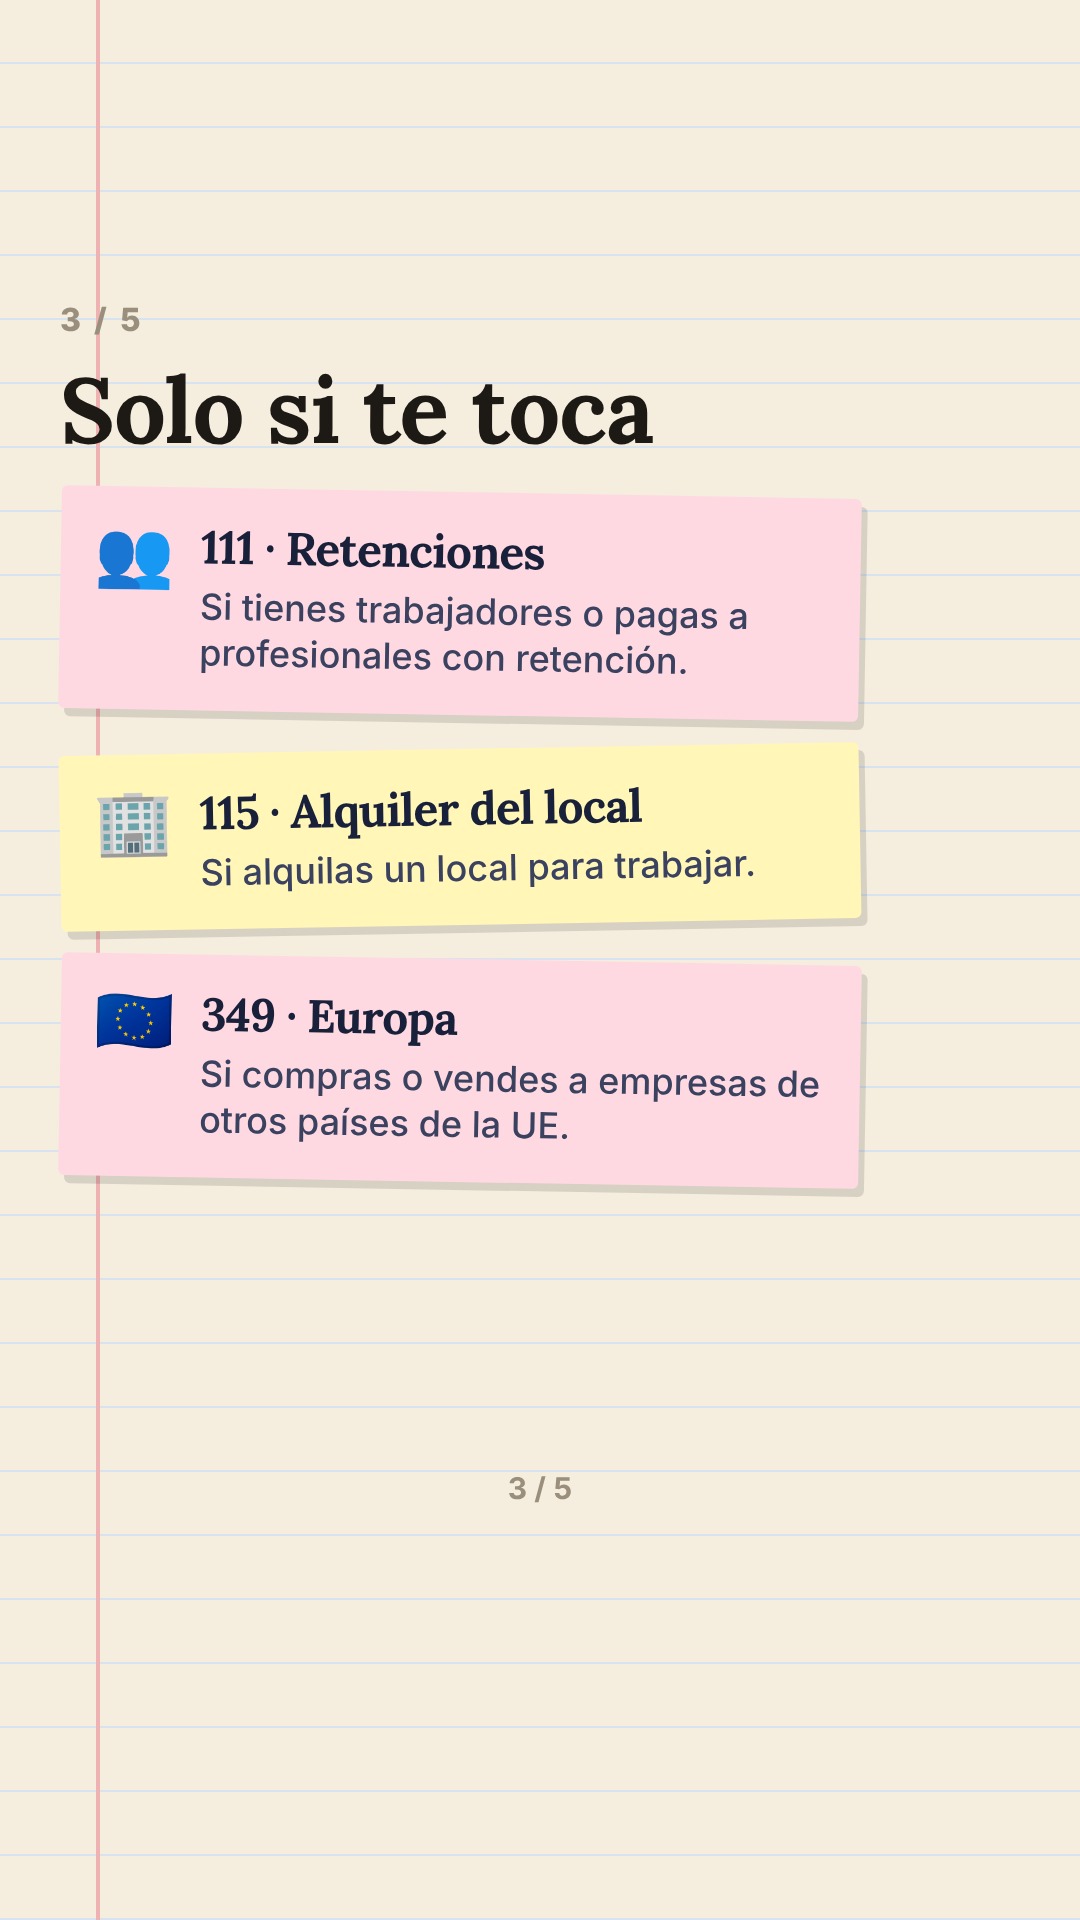 3 / 5
Solo si te toca
111 · Retenciones
Si tienes trabajadores o pagas a
profesionales con retención.
115 · Alquiler del local
Si alquilas un local para trabajar.
349 · Europa
Si compras o vendes a empresas de
otros países de la UE.
3 / 5